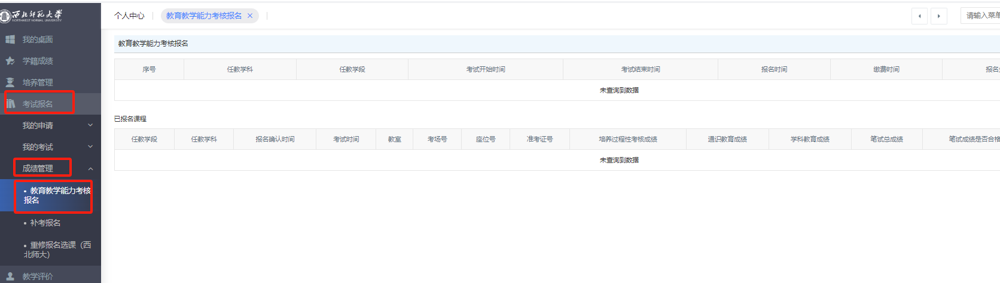 西北师范大学
NORTHWEST NORMAL UNIVERSITY
我的桌面
学籍成绩
培养管理
考试报名
我的申请
我的考试
成绩管理
• 教育教学能力考核
报名
• 补考报名
• 重修报名选课（西
北师大）
教学评价
个人中心 教育教学能力考核报名 ×
请输入菜单
教育教学能力考核报名
序号 任教学科 任教学段 考试开始时间 考试结束时间 报名时间 缴费时间 报名
未查询到数据
已报名课程
任教学段 任教学科 报名确认时间 考试时间 教室 考场号 座位号 准考证号 培养过程性考核成绩 通识教育成绩 学科教育成绩 笔试总成绩 笔试成绩是否合格
未查询到数据